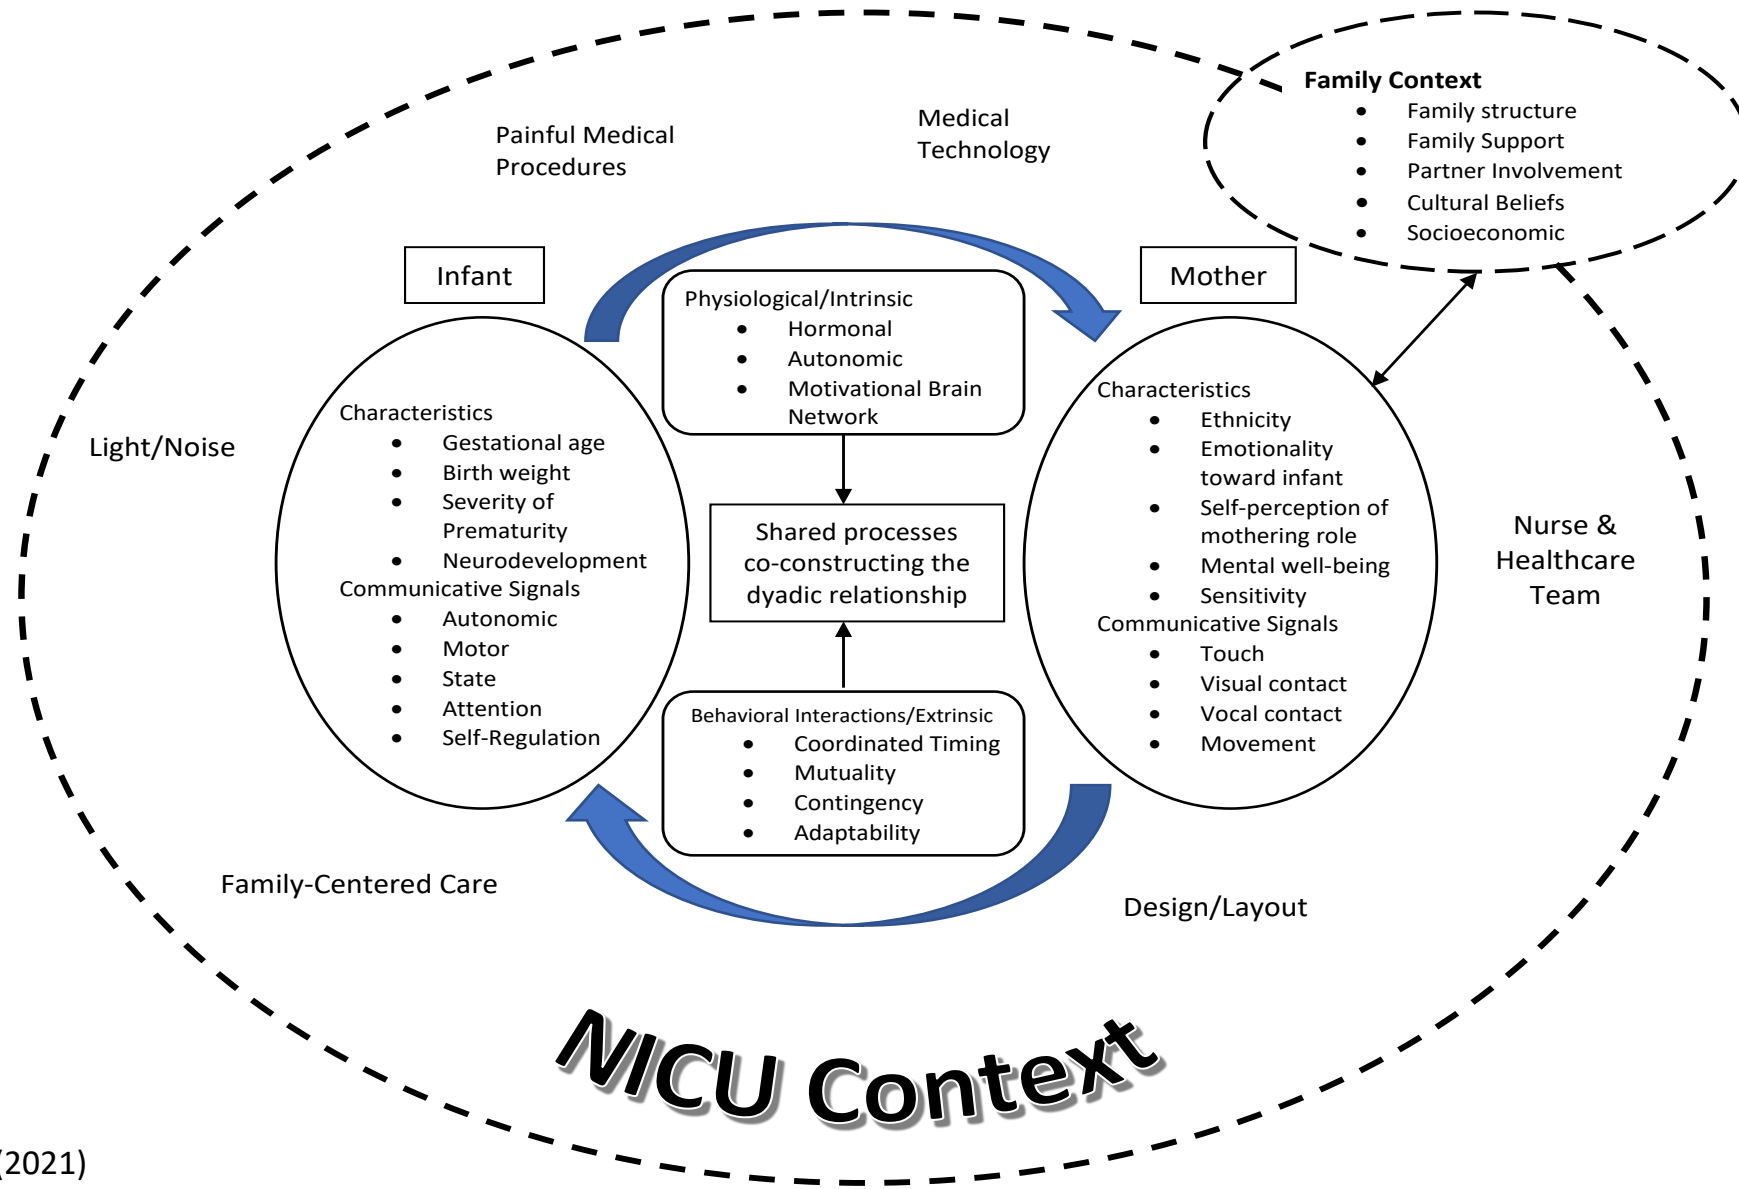 Family Context
• Family structure
• Family Support
• Partner Involvement
• Cultural Beliefs
• Socioeconomic
Painful Medical
Procedures
Medical
Technology
Infant
Mother
Physiological/Intrinsic
• Hormonal
• Autonomic
• Motivational Brain
Network
Characteristics
• Gestational age
• Birth weight
• Severity of
Prematurity
• Neurodevelopment
Communicative Signals
• Autonomic
• Motor
• State
• Attention
• Self-Regulation
Shared processes
co-constructing the
dyadic relationship
Behavioral Interactions/Extrinsic
• Coordinated Timing
• Mutuality
• Contingency
• Adaptability
Characteristics
• Ethnicity
• Emotionality
toward infant
• Self-perception of
mothering role
• Mental well-being
• Sensitivity
Communicative Signals
• Touch
• Visual contact
• Vocal contact
• Movement
Light/Noise
Nurse &
Healthcare
Team
Family-Centered Care
Design/Layout
NICU Context
(2021)